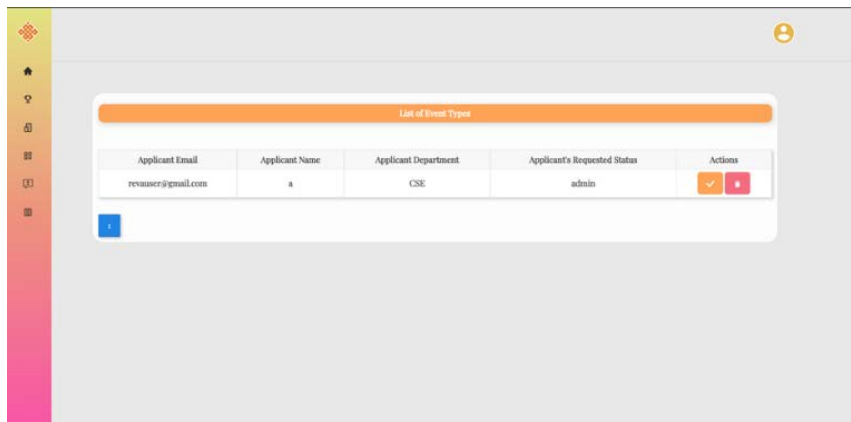 List of Event Types
Applicant Email Applicant Name Applicant Department Applicant's Requested Status Actions
revauser@gmail.com a CSE admin
1